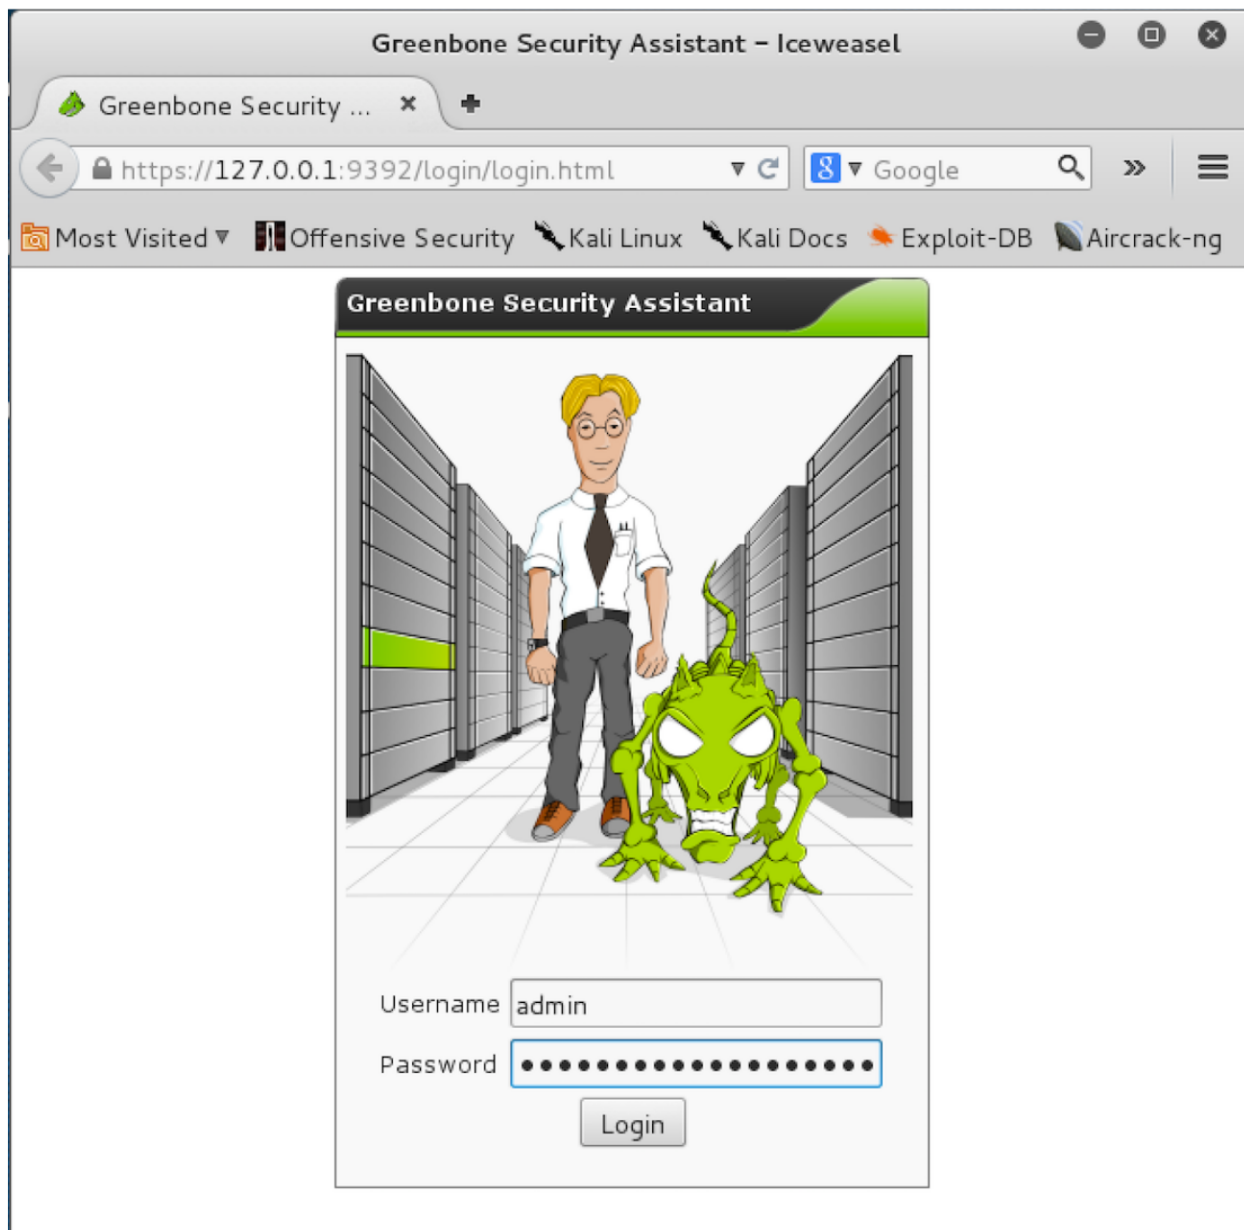 Greenbone Security Assistant - Iceweasel
Greenbone Security ...
https://127.0.0.1:9392/login/login.html
8 Google
Most Visited Offensive Security Kali Linux Kali Docs Exploit-DB Aircrack-ng
Greenbone Security Assistant
Username admin
Password ●●●●●●●●●●●●●●●●●●●
Login